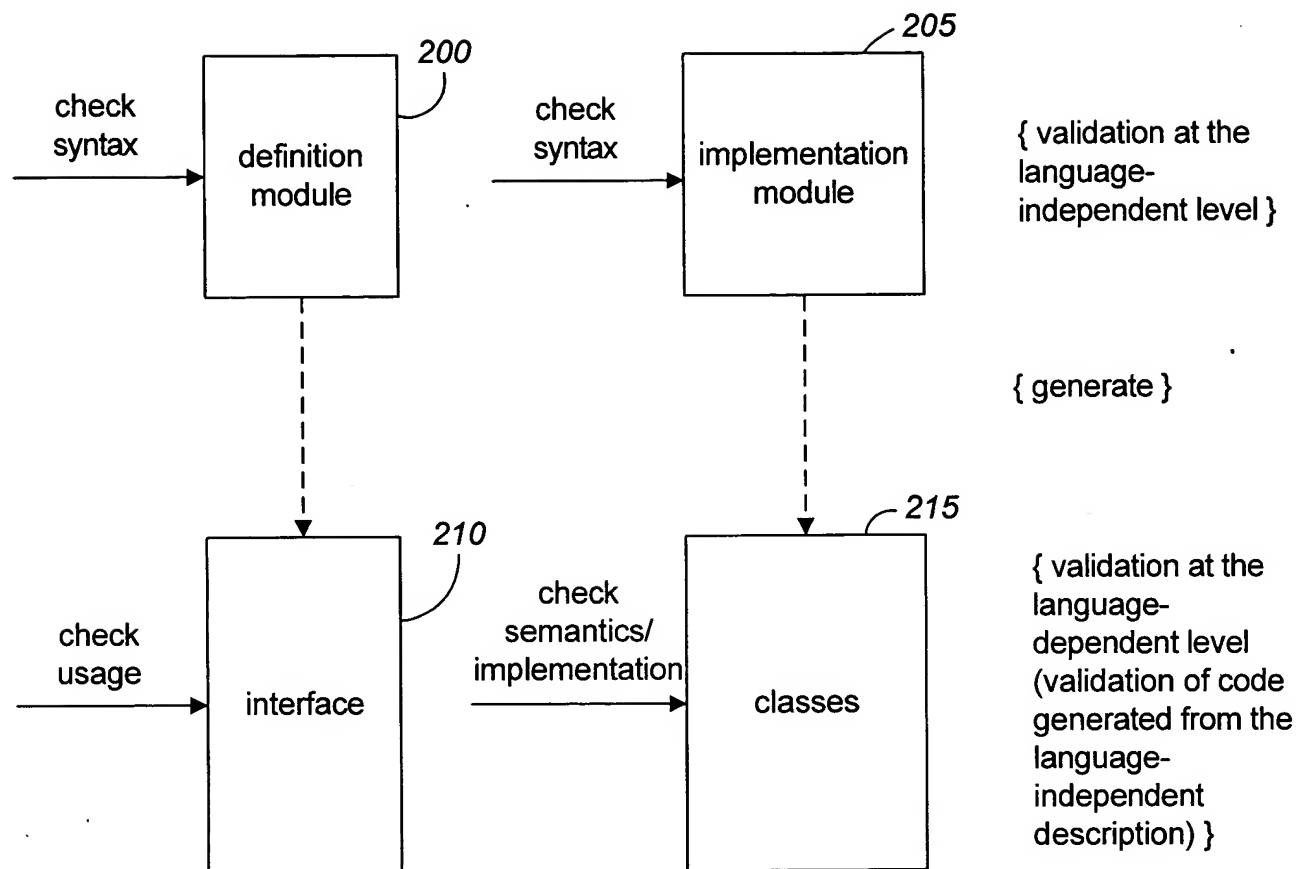 200
205
check
syntax
definition
module
check
syntax
implementation
module
{ validation at the
language-
independent level }
{ generate }
210
215
check
usage
interface
check
semantics/
implementation
classes
{ validation at the
language-
dependent level
(validation of code
generated from the
language-
independent
description) }